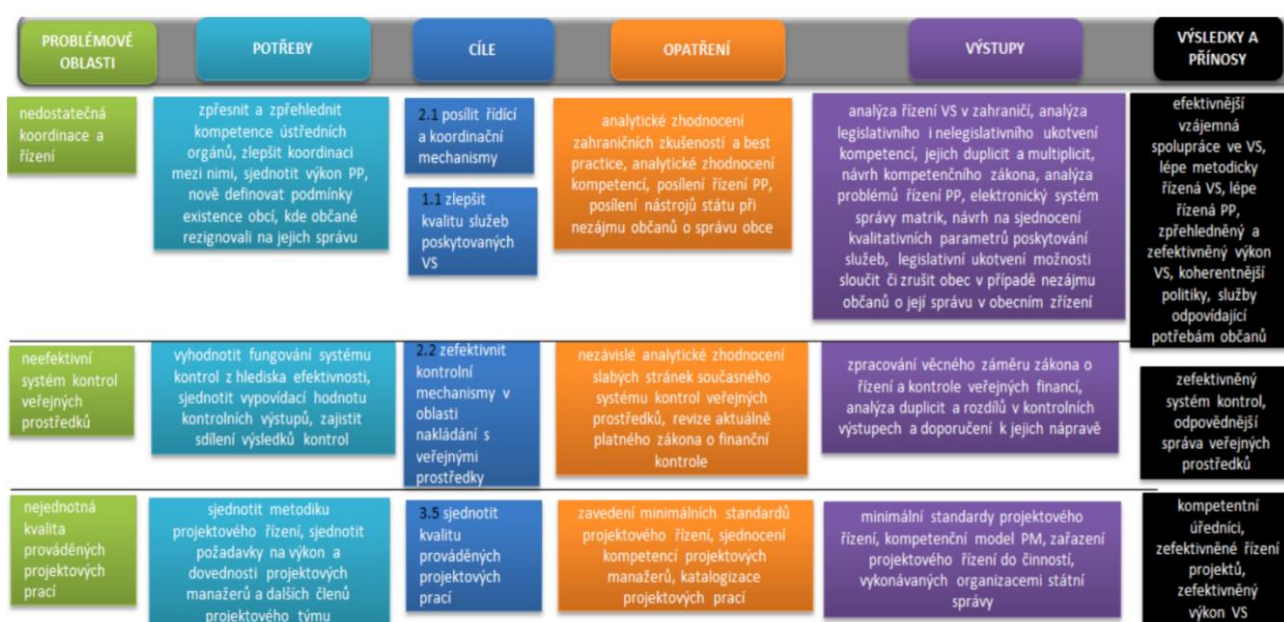 PROBLÉMOVÉ
OBLASTI
POTŘEBY
CÍLE
OPATŘENÍ
VÝSTUPY
VÝSLEDKY A
PŘÍNOSY
nedostatečná
koordinace a
řízení
zpřesnit a zpřehlednit
kompetence ústředních
orgánů, zlepšit koordinaci
mezi nimi, sjednotit výkon PP,
nově definovat podmínky
existence obcí, kde občané
rezignovali na jejich správu
2.1 posílit řídící
a koordinační
mechanismy
1.1 zlepšit
kvalitu služeb
poskytovaných
VS
analytické zhodnocení
zahraničních zkušeností a best
practice, analytické zhodnocení
kompetencí, posílení řízení PP,
posílení nástrojů státu při
nezájmu občanů o správu obce
analýza řízení VS v zahraničí, analýza
legislativního i nelegislativního ukotvení
kompetencí, jejich duplicit a multiplicit,
návrh kompetenčního zákona, analýza
problémů řízení PP, elektronický systém
správy matrik, návrh na sjednocení
kvalitativních parametrů poskytování
služeb, legislativní ukotvení možnosti
sloučit či zrušit obec v případě nezájmu
občanů o její správu v obecním zřízení
efektivnější
vzájemná
spolupráce ve VS,
lépe metodicky
řízená VS, lépe
řízená PP,
zpřehledněný a
zefektivněný výkon
VS, koherentnější
politiky, služby
odpovídající
potřebám občanů
neefektivní
systém kontrol
veřejných
prostředků
vyhodnotit fungování systému
kontrol z hlediska efektivnosti,
sjednotit vypovídací hodnotu
kontrolních výstupů, zajistit
sdílení výsledků kontrol
2.2 zefektivnit
kontrolní
mechanismy v
oblasti
nakládání s
veřejnými
prostředky
nezávislé analytické zhodnocení
slabých stránek současného
systému kontrol veřejných
prostředků, revize aktuálně
platného zákona o finanční
kontrole
zpracování věcného záměru zákona o
řízení a kontrole veřejných financí,
analýza duplicit a rozdílů v kontrolních
výstupech a doporučení k jejich nápravě
zefektivněný
systém kontrol,
odpovědnější
správa veřejných
prostředků
nejednotná
kvalita
prováděných
projektových
prací
sjednotit metodiku
projektového řízení, sjednotit
požadavky na výkon a
dovednosti projektových
manažerů a dalších členů
projektového týmu
3.5 sjednotit
kvalitu
prováděných
projektových
prací
zavedení minimálních standardů
projektového řízení, sjednocení
kompetencí projektových
manažerů, katalogizace
projektových prací
minimální standardy projektového
řízení, kompetenční model PM, zařazení
projektového řízení do činností,
vykonávaných organizacemi státní
správy
kompetentní
úředníci,
zefektivněné řízení
projektů,
zefektivněný
výkon VS